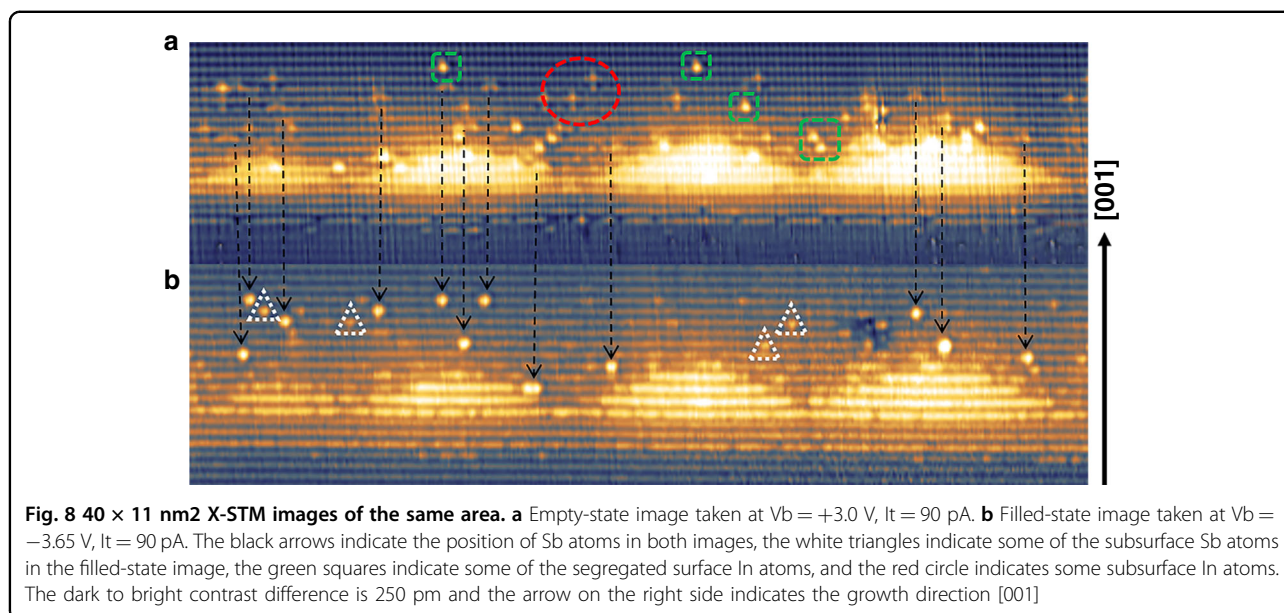 a
b
[001]
Fig. 8 40 × 11 nm2 X-STM images of the same area. a Empty-state image taken at Vb = +3.0 V, It = 90 pA. b Filled-state image taken at Vb =
−3.65 V, It = 90 pA. The black arrows indicate the position of Sb atoms in both images, the white triangles indicate some of the subsurface Sb atoms
in the filled-state image, the green squares indicate some of the segregated surface In atoms, and the red circle indicates some subsurface In atoms.
The dark to bright contrast difference is 250 pm and the arrow on the right side indicates the growth direction [001]